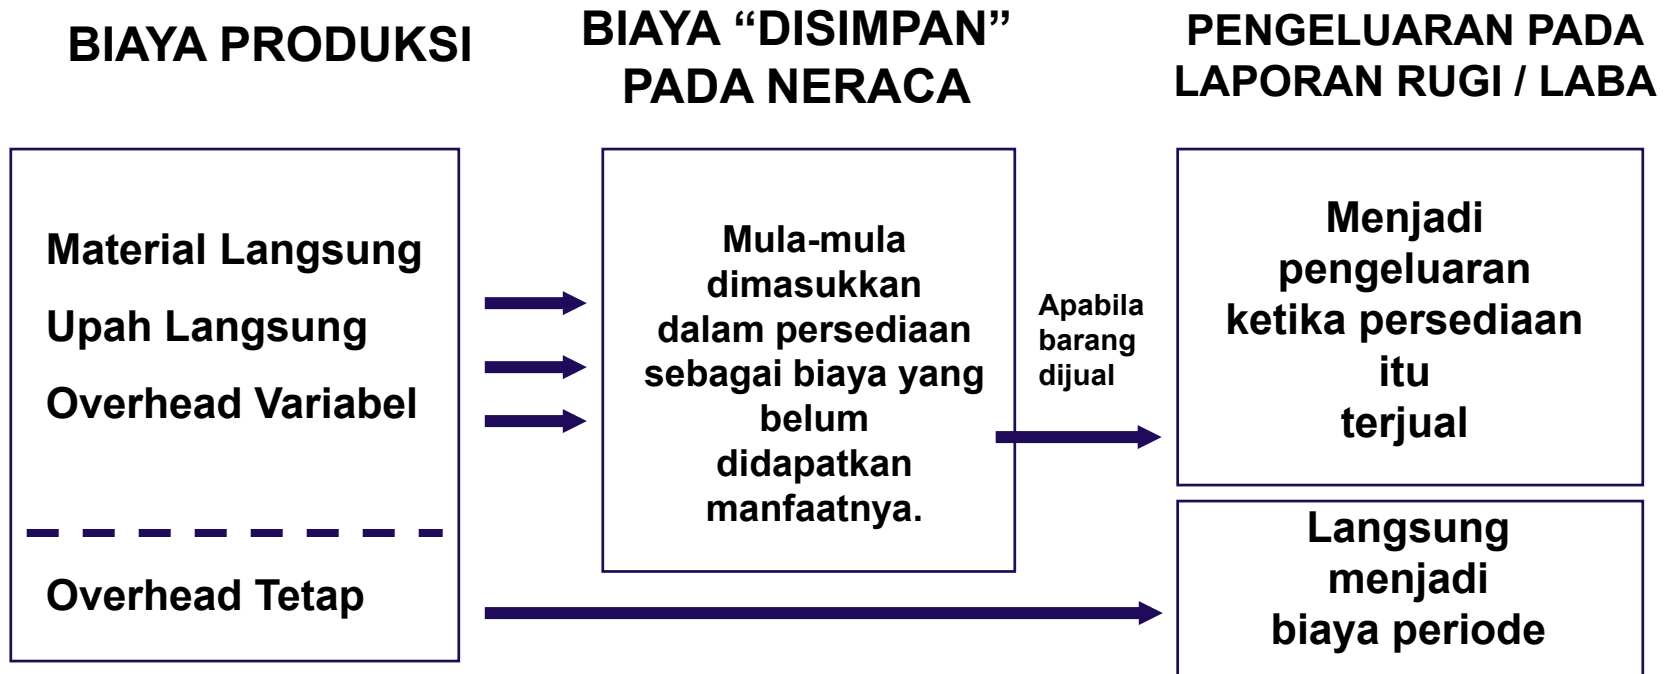 BIAYA PRODUKSI
BIAYA “DISIMPAN”
PADA NERACA
PENGELUARAN PADA
LAPORAN RUGI / LABA
Material Langsung
Upah Langsung
Overhead Variabel
Overhead Tetap
Mula-mula
dimasukkan
dalam persediaan
sebagai biaya yang
belum
didapatkan
manfaatnya.
Apabila
barang
dijual
Menjadi
pengeluaran
ketika persediaan
itu
terjual
Langsung
menjadi
biaya periode